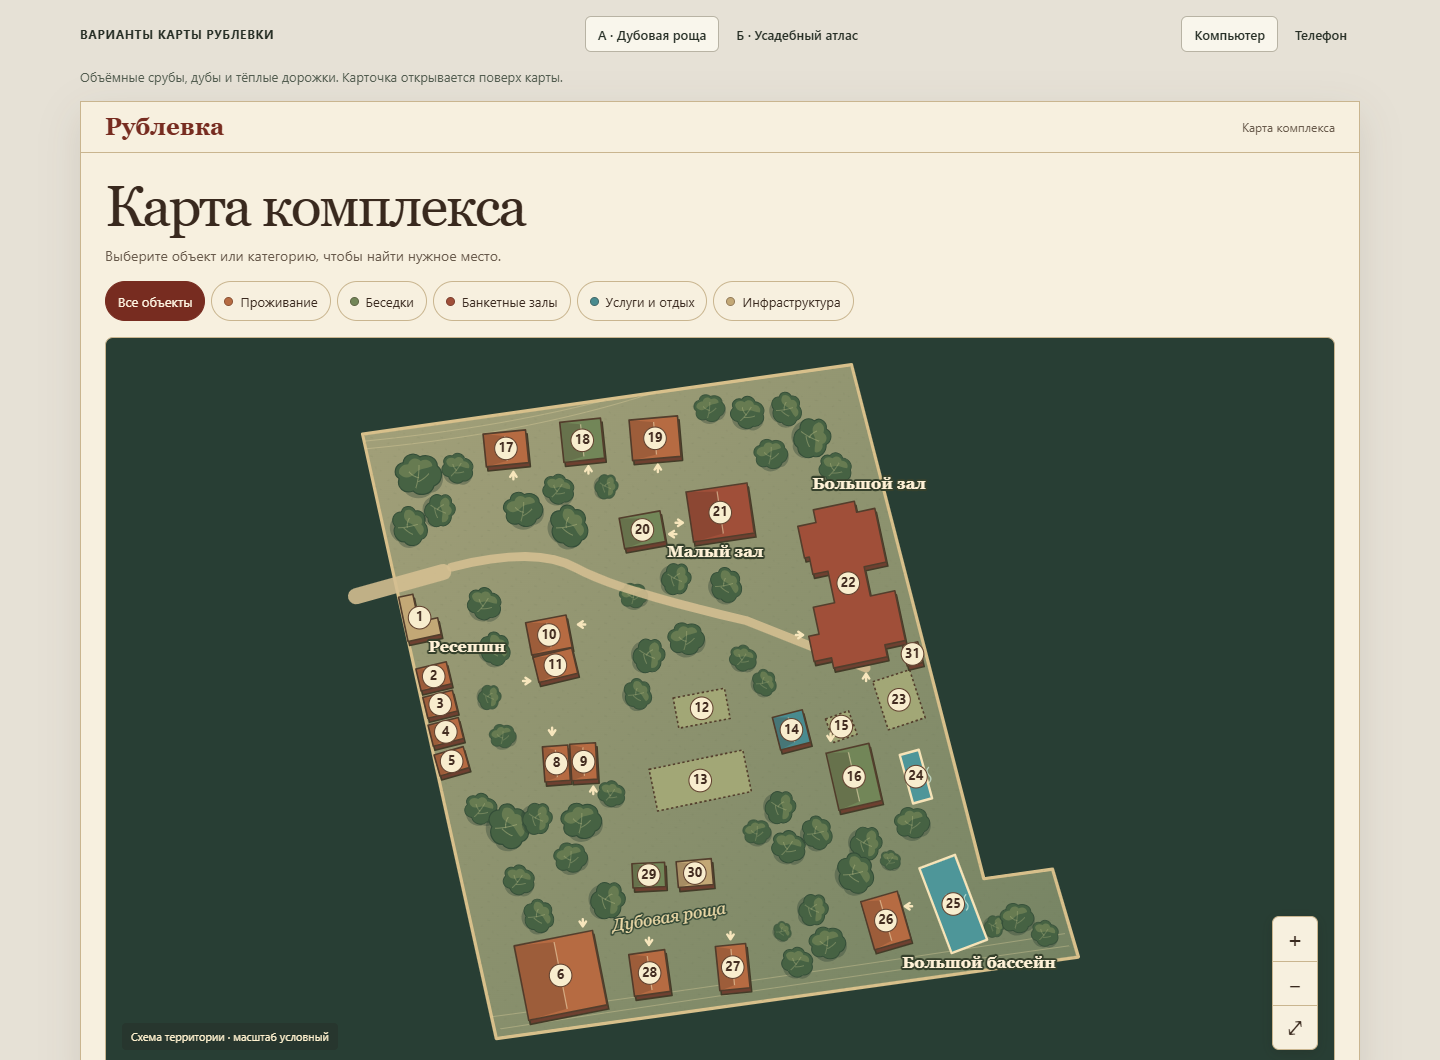 ВАРИАНТЫ КАРТЫ РУБЛЕВКИ
А · Дубовая роща
Б · Усадебный атлас
Компьютер
Телефон
Объёмные срубы, дубы и тёплые дорожки. Карточка открывается поверх карты.
Рублевка
Карта комплекса
Карта комплекса
Выберите объект или категорию, чтобы найти нужное место.
Все объекты
Проживание
Беседки
Банкетные залы
Услуги и отдых
Инфраструктура
17
18
19
Большой зал
21
20
Малый зал
22
1
Ресепшн
10
31
11
2
23
3
12
15
14
4
5
8
9
24
16
13
29
30
25
Дубовая роща
26
Большой бассейн
27
28
6
+
−
Схема территории · масштаб условный